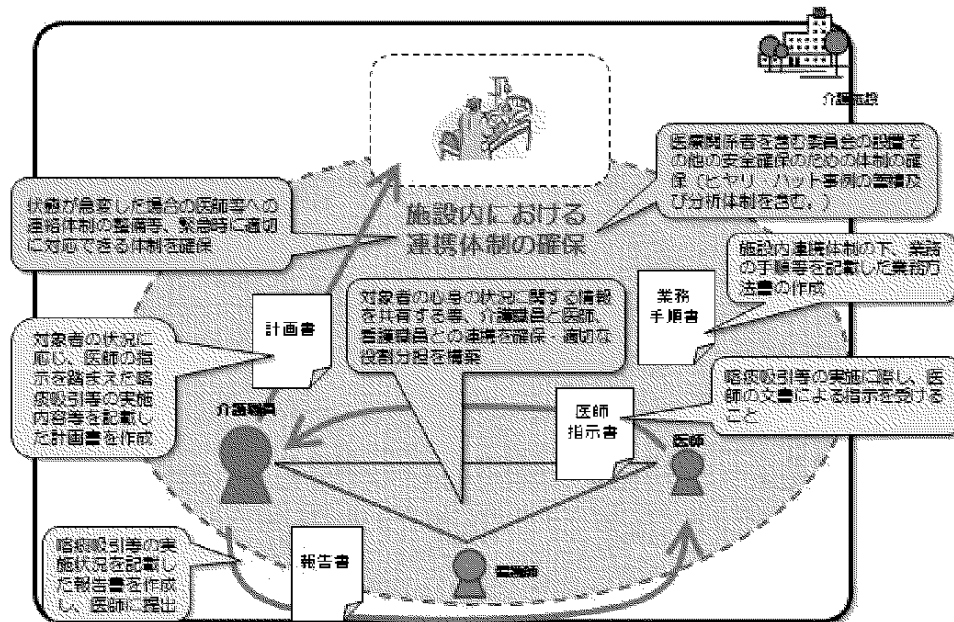 介護施設
医療関係者を含む委員会の設置そ
の他の安全確保のための体制の確
保（ヒヤリ・ハット事例の蓄積及
び分析体制を含む。）
状態が急変した場合の医師等への
連絡体制の整備等、緊急時に適切
に対応できる体制を確保
施設内における
連携体制の確保
施設内連携体制の下、業務
の手順等を記載した業務方
法書の作成
計画書
対象者の心身の状況に関する情報
を共有する等、介護職員と医師、
看護職員との連携を確保・適切な
役割分担を構築
業務
手順書
対象者の状況に
応じ、医師の指
示を踏まえた喀
痰吸引等の実施
内容等を記載し
た計画書を作成
喀痰吸引等の実施に際し、医
師の文書による指示を受ける
こと
介護職員
医師
指示書
医師
喀痰吸引等の実
施状況を記載し
た報告書を作成
し、医師に提出
報告書
看護師